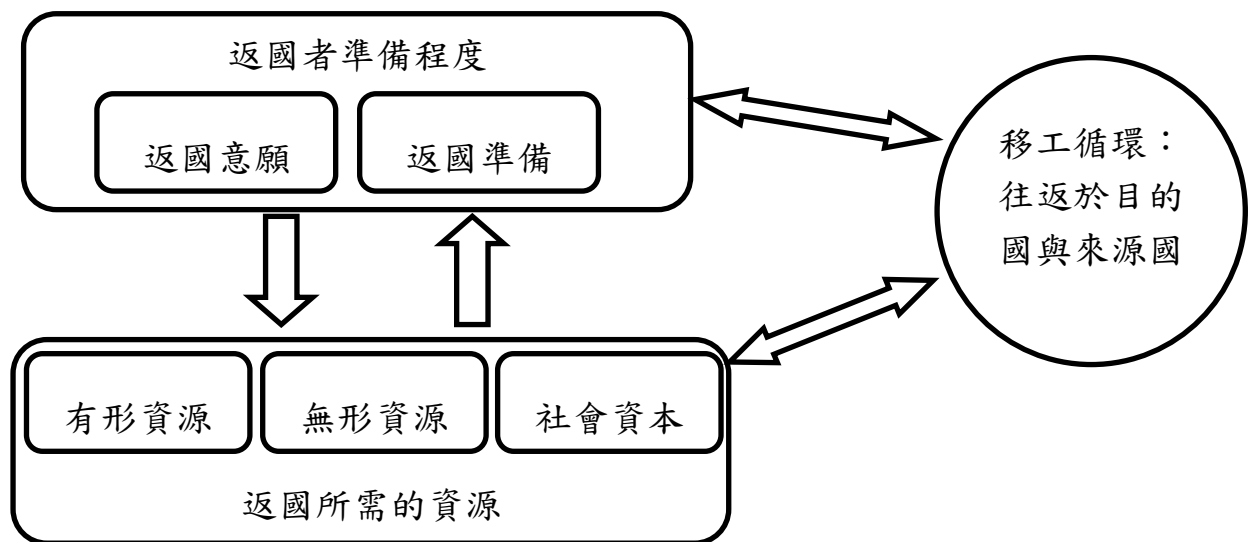 返國者準備程度
返國意願
返國準備
移工循環：
往返於目的
國與來源國
有形資源
無形資源
社會資本
返國所需的資源